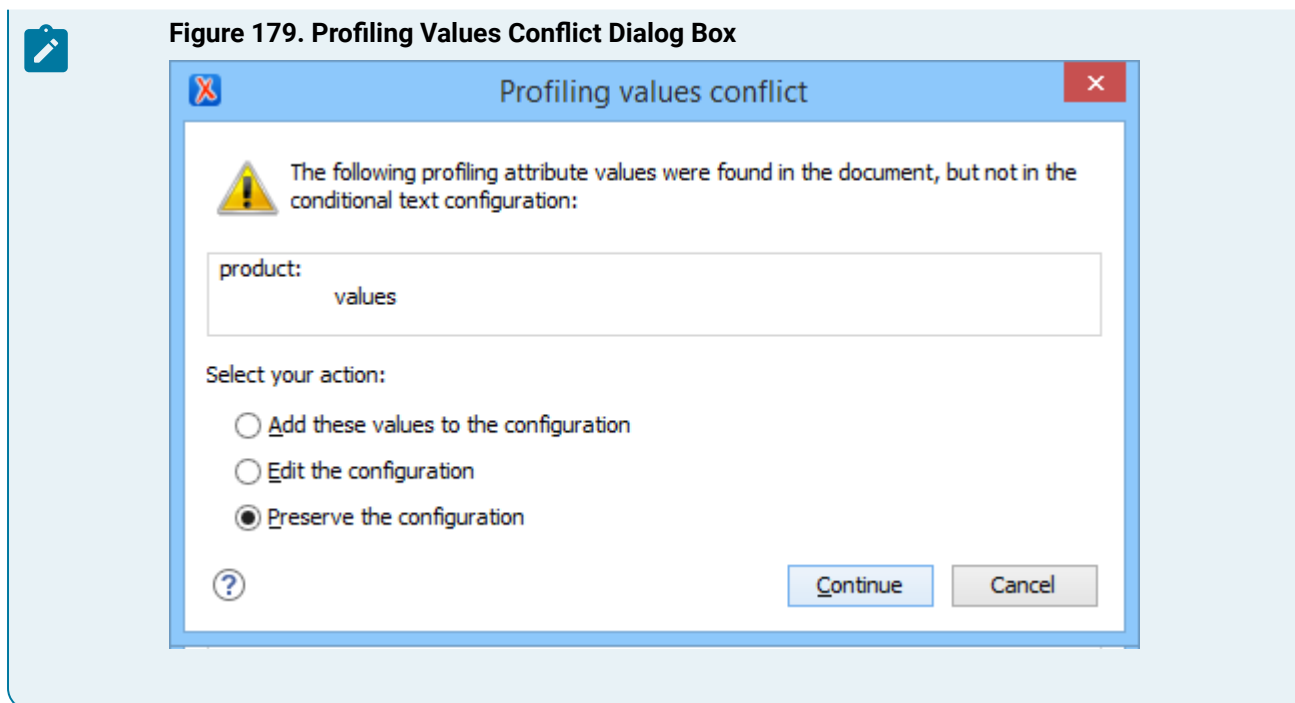 Figure 179. Profiling Values Conflict Dialog Box
Profiling values conflict
The following profiling attribute values were found in the document, but not in the
conditional text configuration:
product:
values
Select your action:
Add these values to the configuration
Edit the configuration
Preserve the configuration
Continue Cancel